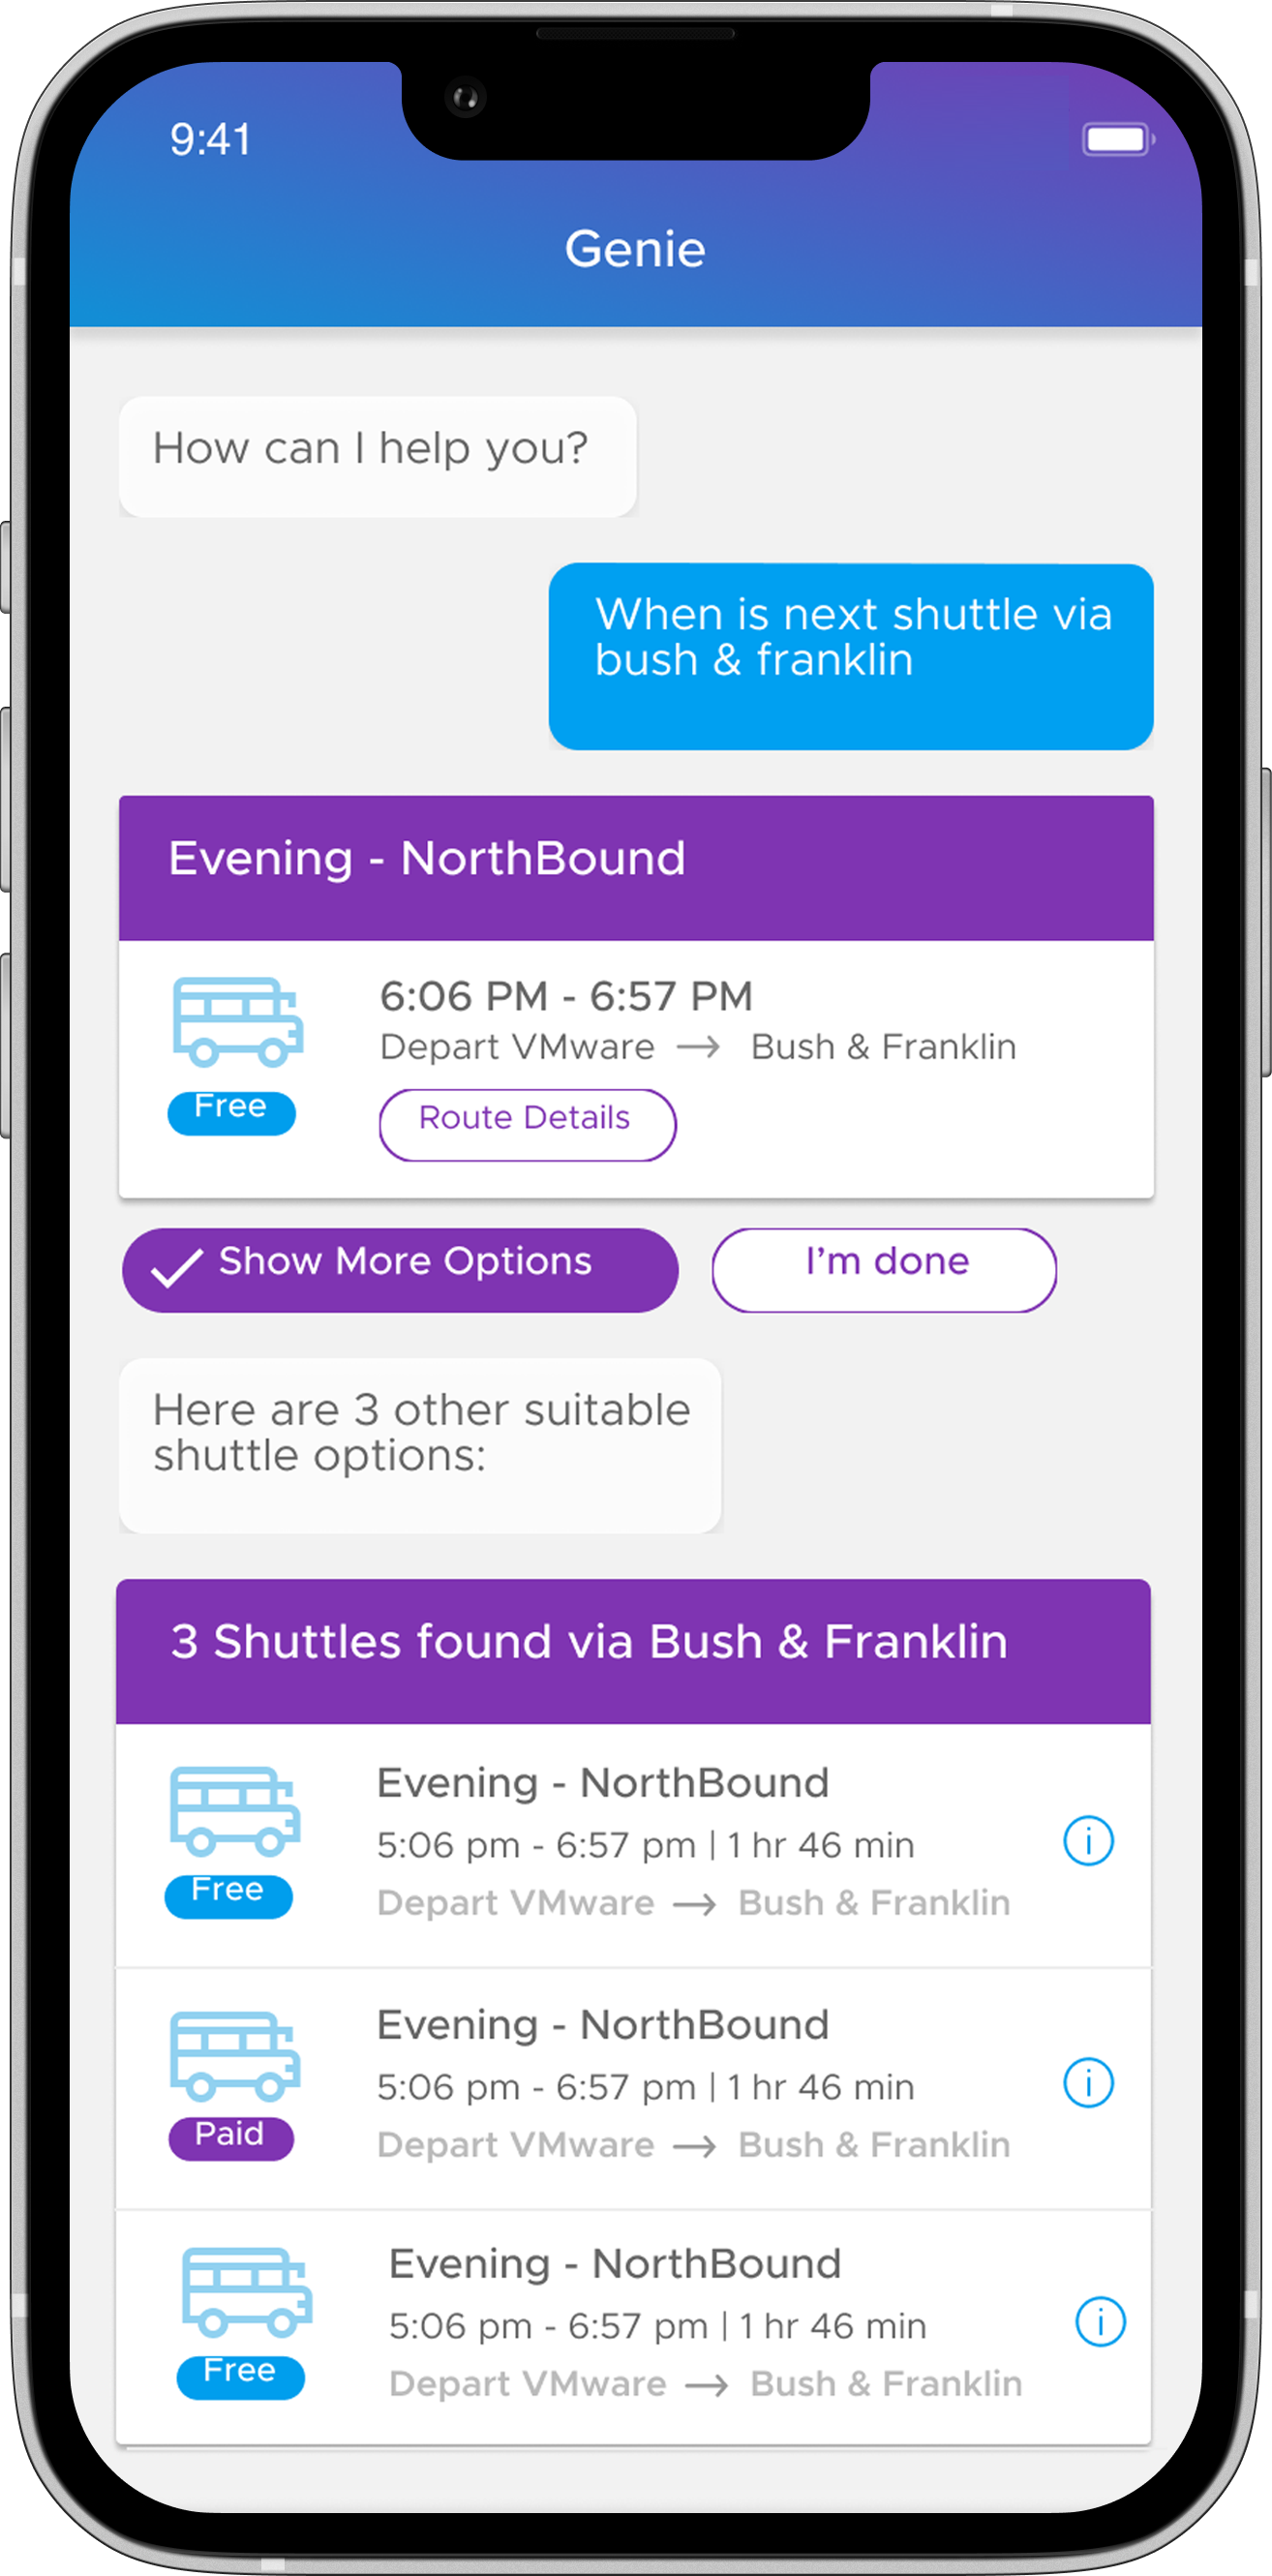 9:41
Genie
How can I help you?
When is next shuttle via
bush & franklin
Evening - NorthBound
6:06 PM - 6:57 PM
Depart VMware → Bush & Franklin
Free
Route Details
Show More Options
I’m done
Here are 3 other suitable
shuttle options:
3 Shuttles found via Bush & Franklin
Evening - NorthBound
5:06 pm - 6:57 pm | 1 hr 46 min
Free
Depart VMware → Bush & Franklin
Evening - NorthBound
5:06 pm - 6:57 pm | 1 hr 46 min
Paid
Depart VMware → Bush & Franklin
Evening - NorthBound
5:06 pm - 6:57 pm | 1 hr 46 min
Free
Depart VMware → Bush & Franklin